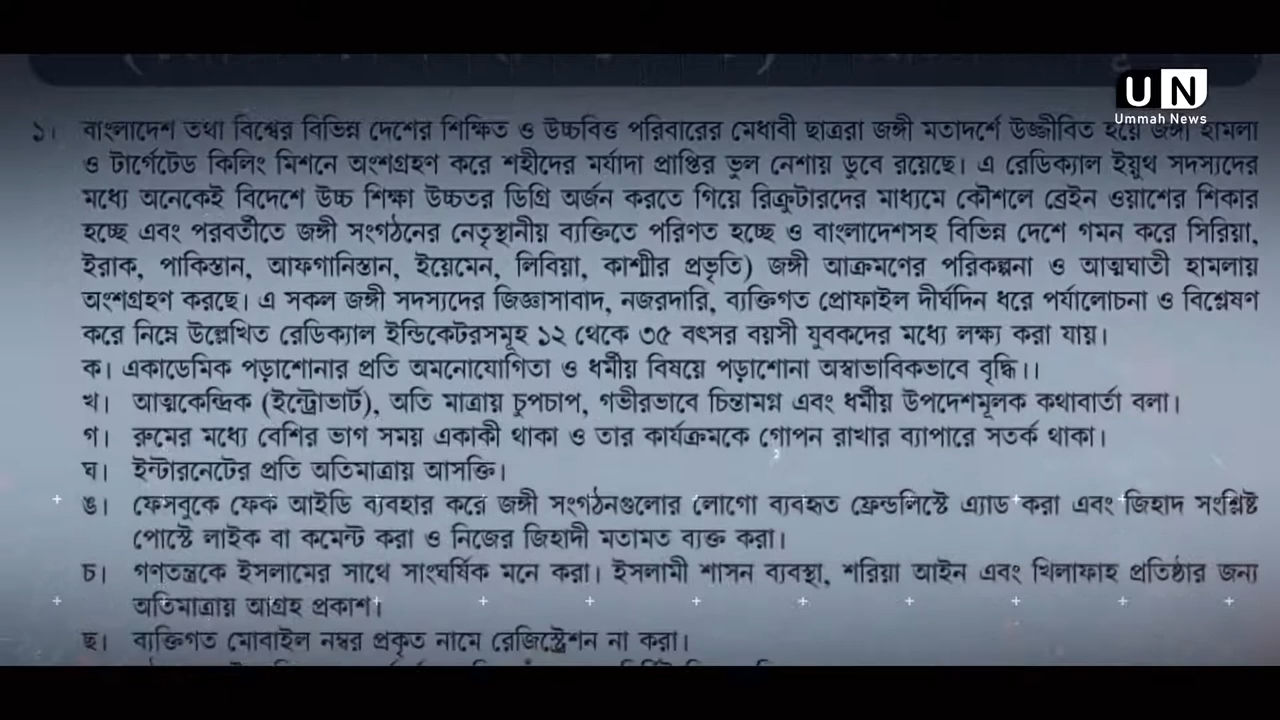 UN
Ummah News
১। বাংলাদেশ তথা বিশ্বের বিভিন্ন দেশের শিক্ষিত ও উচ্চবিত্ত পরিবারের মেধাবী ছাত্ররা জঙ্গী মতাদর্শে উজ্জীবিত হয়ে জঙ্গী হামলা
ও টার্গেটেড কিলিং মিশনে অংশগ্রহণ করে শহীদের মর্যাদা প্রাপ্তির ভুল নেশায় ডুবে রয়েছে। এ রেডিক্যাল ইয়ুথ সদস্যদের
মধ্যে অনেকেই বিদেশে উচ্চ শিক্ষা উচ্চতর ডিগ্রি অর্জন করতে গিয়ে রিক্রুটারদের মাধ্যমে কৌশলে ব্রেইন ওয়াশের শিকার
হচ্ছে এবং পরবর্তীতে জঙ্গী সংগঠনের নেতৃস্থানীয় ব্যক্তিতে পরিণত হচ্ছে ও বাংলাদেশসহ বিভিন্ন দেশে গমন করে সিরিয়া,
ইরাক, পাকিস্তান, আফগানিস্তান, ইয়েমেন, লিবিয়া, কাশ্মীর প্রভৃতি) জঙ্গী আক্রমণের পরিকল্পনা ও আত্মঘাতী হামলায়
অংশগ্রহণ করছে। এ সকল জঙ্গী সদস্যদের জিজ্ঞাসাবাদ, নজরদারি, ব্যক্তিগত প্রোফাইল দীর্ঘদিন ধরে পর্যালোচনা ও বিশ্লেষণ
করে নিম্নে উল্লেখিত রেডিক্যাল ইন্ডিকেটরসমূহ ১২ থেকে ৩৫ বৎসর বয়সী যুবকদের মধ্যে লক্ষ্য করা যায়।
ক। একাডেমিক পড়াশোনার প্রতি অমনোযোগিতা ও ধর্মীয় বিষয়ে পড়াশোনা অস্বাভাবিকভাবে বৃদ্ধি।।
খ। আত্মকেন্দ্রিক (ইন্ট্রোভার্ট), অতি মাত্রায় চুপচাপ, গভীরভাবে চিন্তামগ্ন এবং ধর্মীয় উপদেশমূলক কথাবার্তা বলা।
গ। রুমের মধ্যে বেশির ভাগ সময় একাকী থাকা ও তার কার্যক্রমকে গোপন রাখার ব্যাপারে সতর্ক থাকা।
ঘ। ইন্টারনেটের প্রতি অতিমাত্রায় আসক্তি।
ঙ। ফেসবুকে ফেক আইডি ব্যবহার করে জঙ্গী সংগঠনগুলোর লোগো ব্যবহৃত ফ্রেন্ডলিস্টে এ্যাড করা এবং জিহাদ সংশ্লিষ্ট
পোস্টে লাইক বা কমেন্ট করা ও নিজের জিহাদী মতামত ব্যক্ত করা।
চ। গণতন্ত্রকে ইসলামের সাথে সাংঘর্ষিক মনে করা। ইসলামী শাসন ব্যবস্থা, শরিয়া আইন এবং খিলাফাহ প্রতিষ্ঠার জন্য
অতিমাত্রায় আগ্রহ প্রকাশ।
ছ। ব্যক্তিগত মোবাইল নম্বর প্রকৃত নামে রেজিস্ট্রেশন না করা।